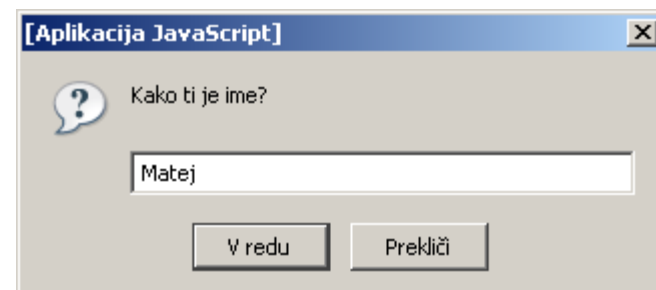 [Aplikacija JavaScript]
Kako ti je ime?
Matej
V redu
Prekliči